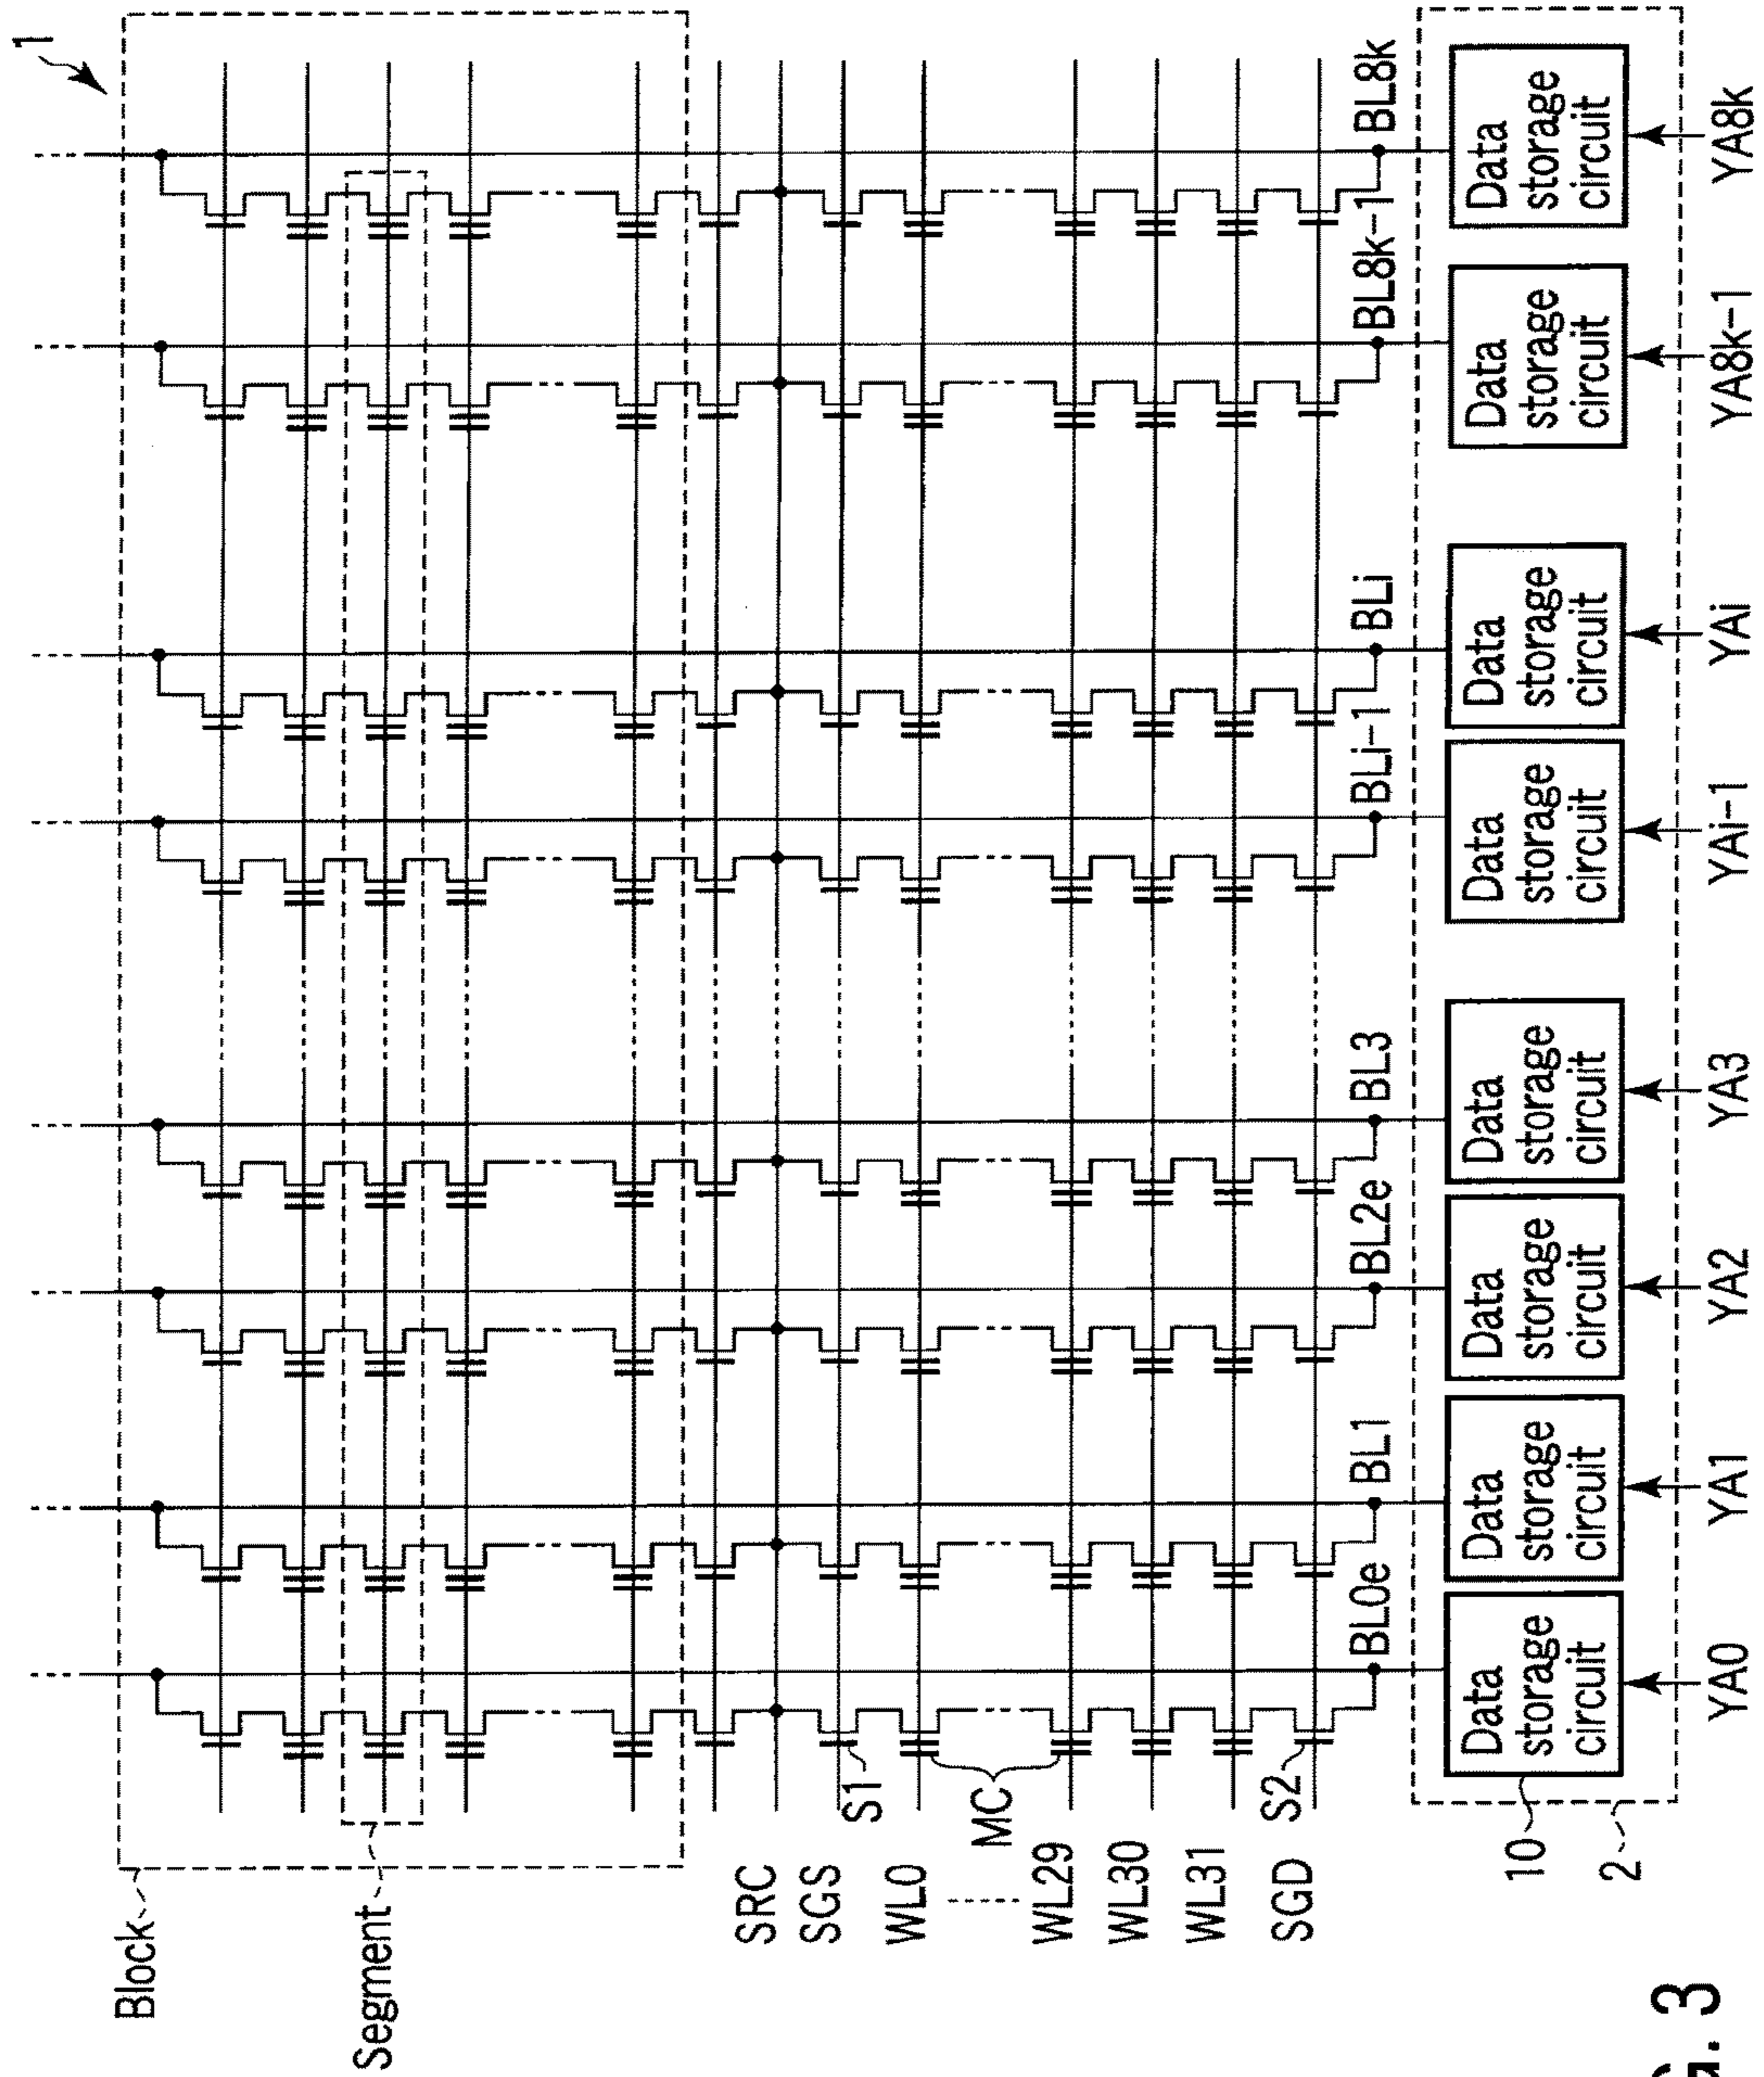 1
Block
Segment
SRC
SGS
S1
WL0
MC
WL29
WL30
WL31
S2
SGD
BL0e
BL1
BL2e
BL3
BLi-1
BLi
BL8k-1
BL8k
Data
storage
circuit
Data
storage
circuit
Data
storage
circuit
Data
storage
circuit
Data
storage
circuit
Data
storage
circuit
Data
storage
circuit
Data
storage
circuit
10
2
YA0
YA1
YA2
YA3
YAi-1
YAi
YA8k-1
YA8k
3